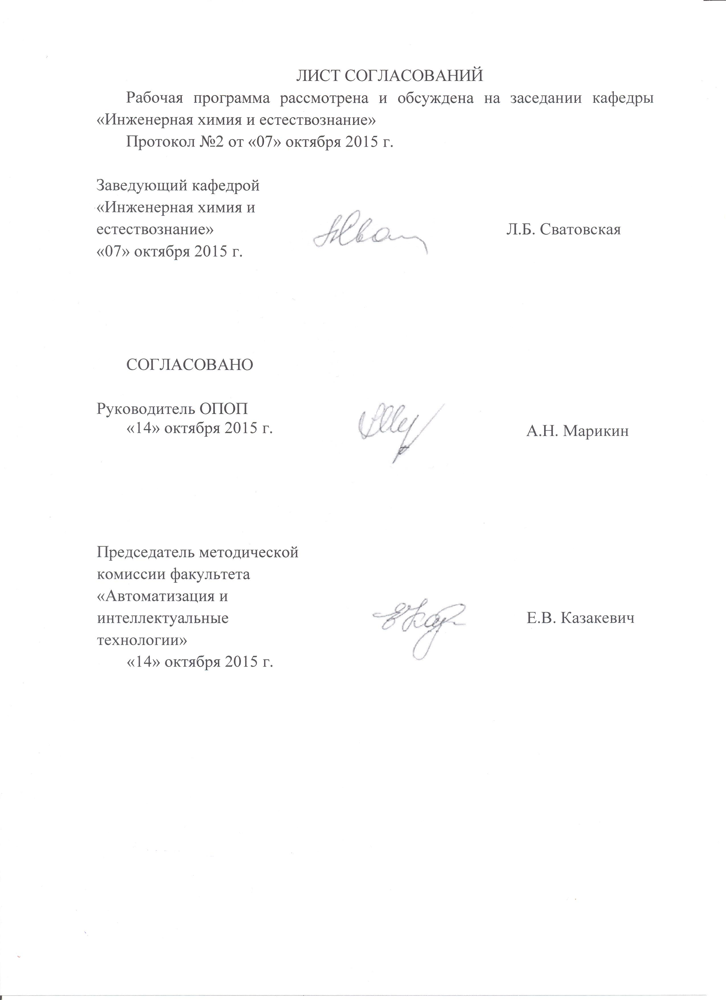 ЛИСТ СОГЛАСОВАНИЙ
Рабочая программа рассмотрена и обсуждена на заседании кафедры
«Инженерная химия и естествознание»
Протокол №2 от «07» октября 2015 г.
Заведующий кафедрой
«Инженерная химия и
естествознание» Л.Б. Сватовская
«07» октября 2015 г.
СОГЛАСОВАНО
Руководитель ОПОП
«14» октября 2015 г. А.Н. Марикин
Председатель методической
комиссии факультета
«Автоматизация и
интеллектуальные Е.В. Казакевич
технологии»
«14» октября 2015 г.